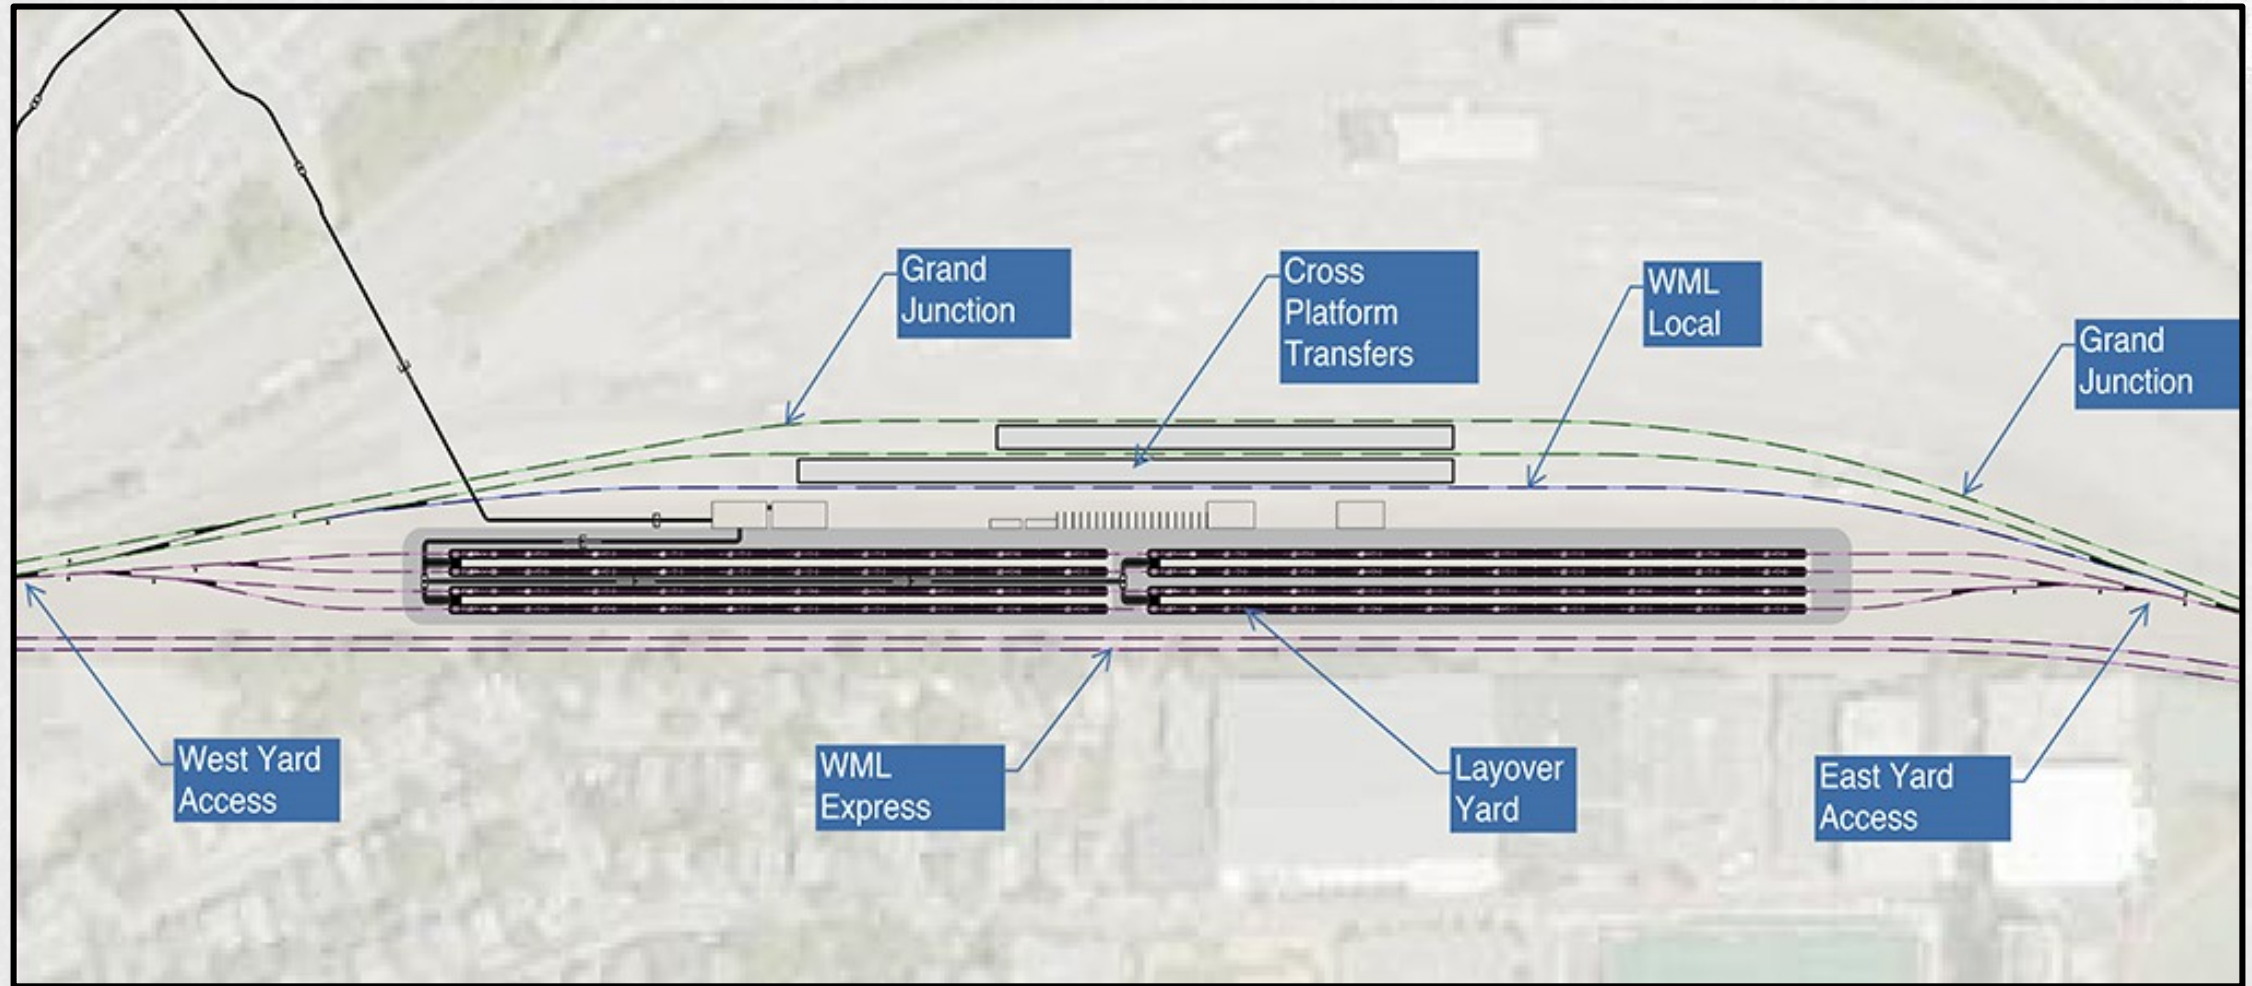 Grand
Junction
Cross
Platform
Transfers
WML
Local
Grand
Junction
West Yard
Access
WML
Express
Layover
Yard
East Yard
Access